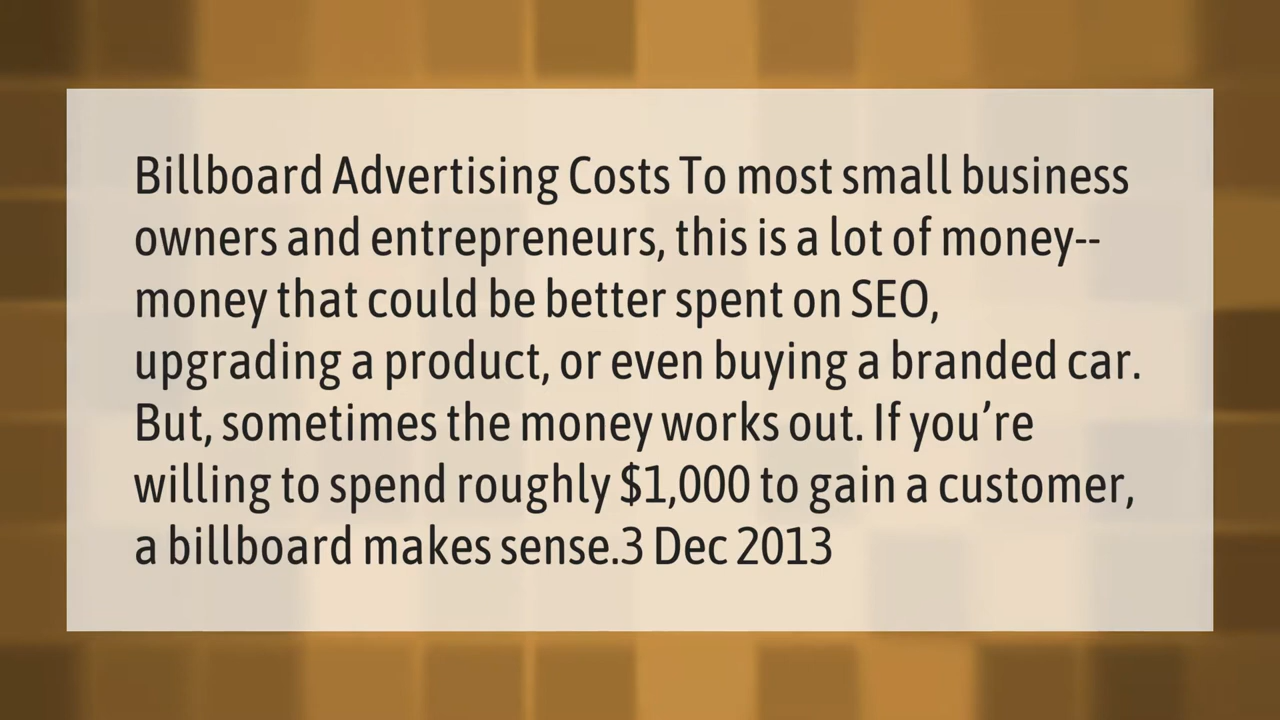 Billboard Advertising Costs To most small business
owners and entrepreneurs, this is a lot of money--
money that could be better spent on SEO,
upgrading a product, or even buying a branded car.
But, sometimes the money works out. If you’re
willing to spend roughly $1,000 to gain a customer,
a billboard makes sense.3 Dec 2013